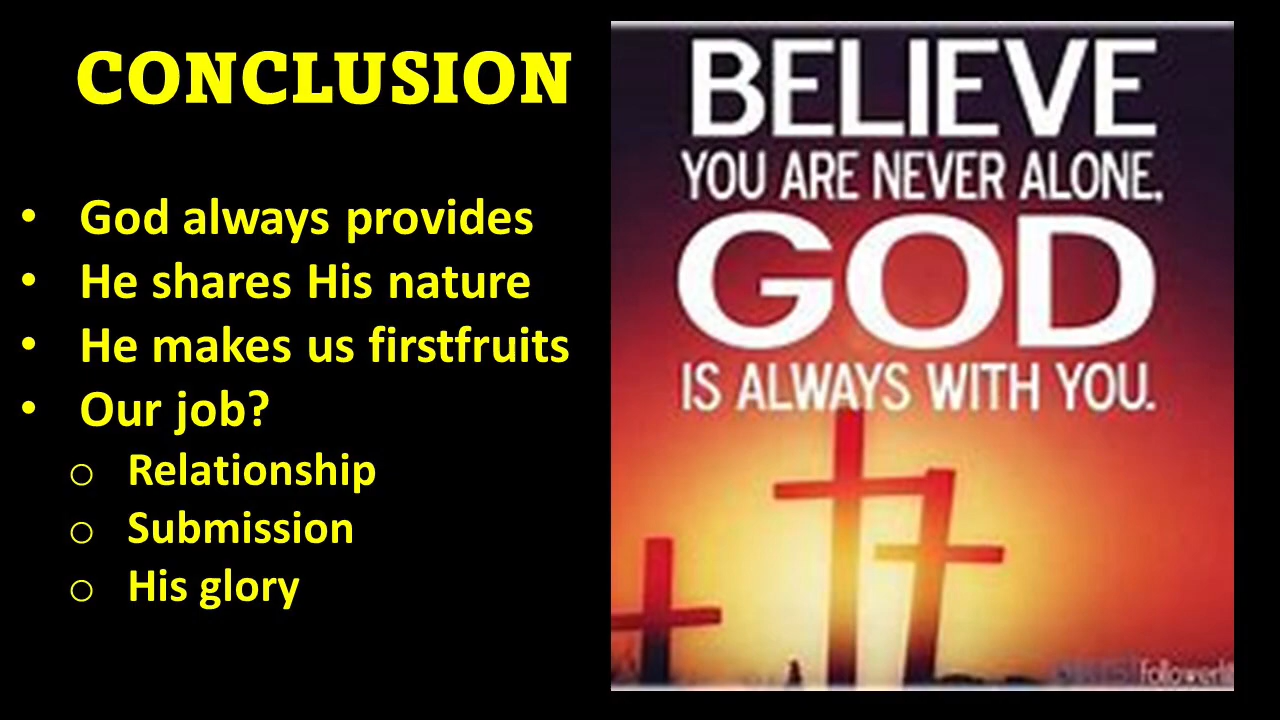 CONCLUSION
• God always provides
• He shares His nature
• He makes us firstfruits
• Our job?
o Relationship
o Submission
o His glory
BELIEVE
YOU ARE NEVER ALONE.
GOD
IS ALWAYS WITH YOU.